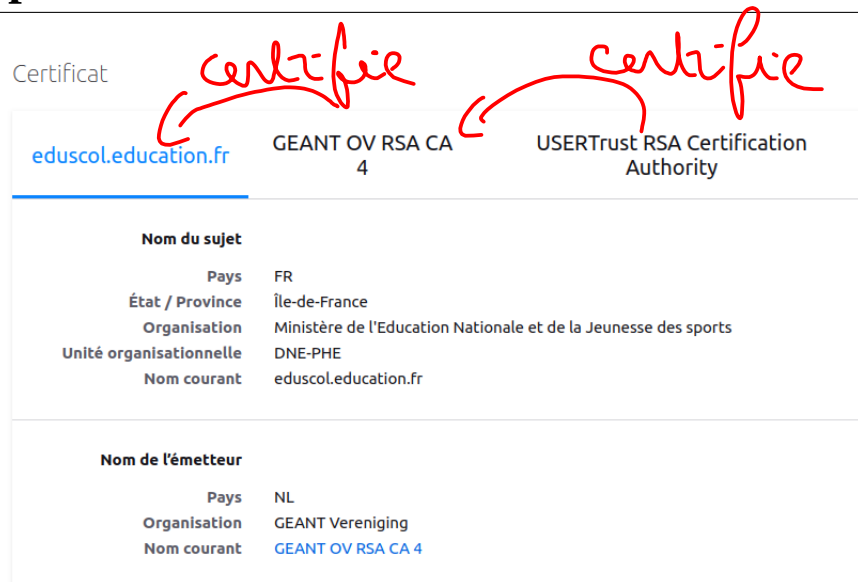 certifie certifie
Certificat
eduscol.education.fr GEANT OV RSA CA 4 USERTrust RSA Certification Authority
Nom du sujet
Pays FR
État / Province Île-de-France
Organisation Ministère de l'Education Nationale et de la Jeunesse des sports
Unité organisationnelle DNE-PHE
Nom courant eduscol.education.fr
Nom de l'émetteur
Pays NL
Organisation GEANT Vereniging
Nom courant GEANT OV RSA CA 4